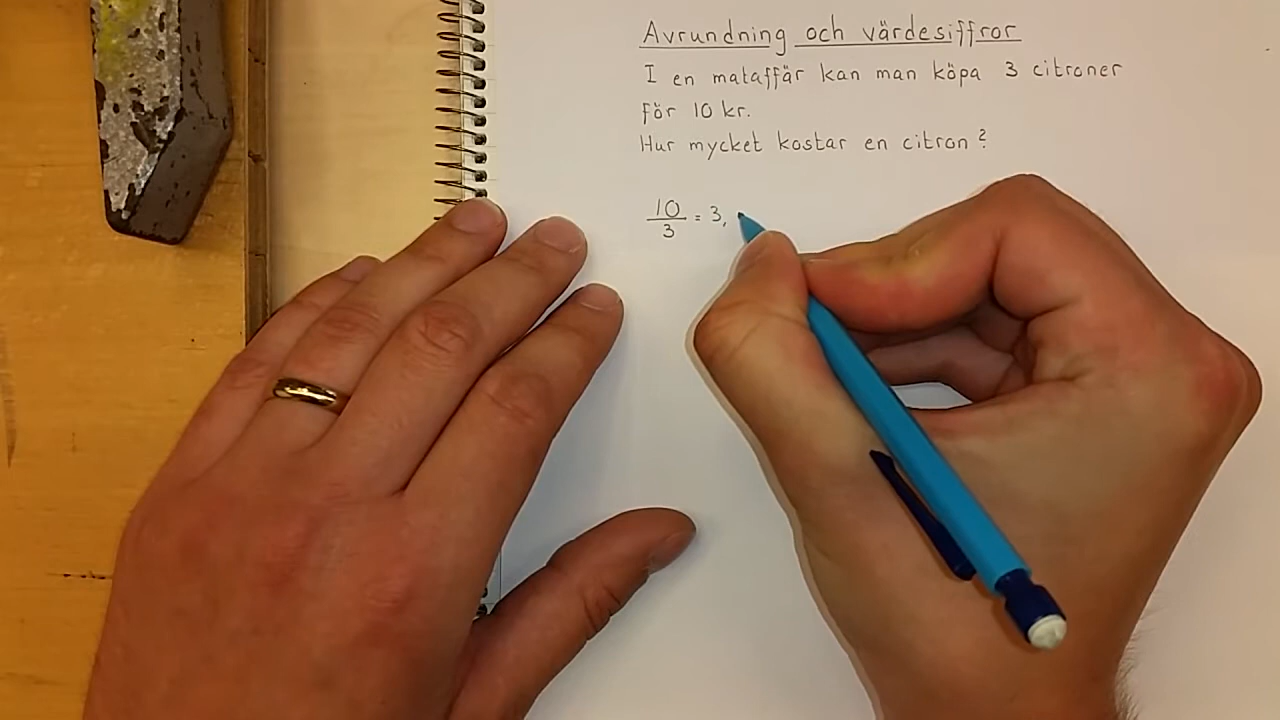 Avrundning och värdesiffror
I en mataffär kan man köpa 3 citroner
för 10 kr.
Hur mycket kostar en citron?
10/3 = 3,